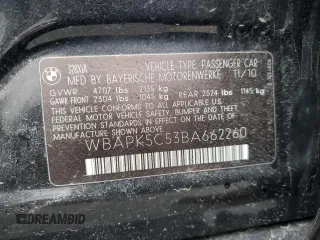 BMW
328XIA
VEHICLE-TYPE PASSENGER CAR
MFD BY BAYERISCHE MOTORENWERKE 11/10
GVWR 4707 lbs 2135 kg
GAWR FRONT 2304 lbs 1045 kg REAR 2524 lbs 1145 kg
THIS VEHICLE CONFORMS TO ALL APPLICABLE
FEDERAL MOTOR VEHICLE SAFETY, BUMPER
AND THEFT PREVENTION STANDARDS
IN EFFECT ON THE DATE
OF MANUFACTURE SHOWN ABOVE
WBAPK5C53BA662260
DREAMBID